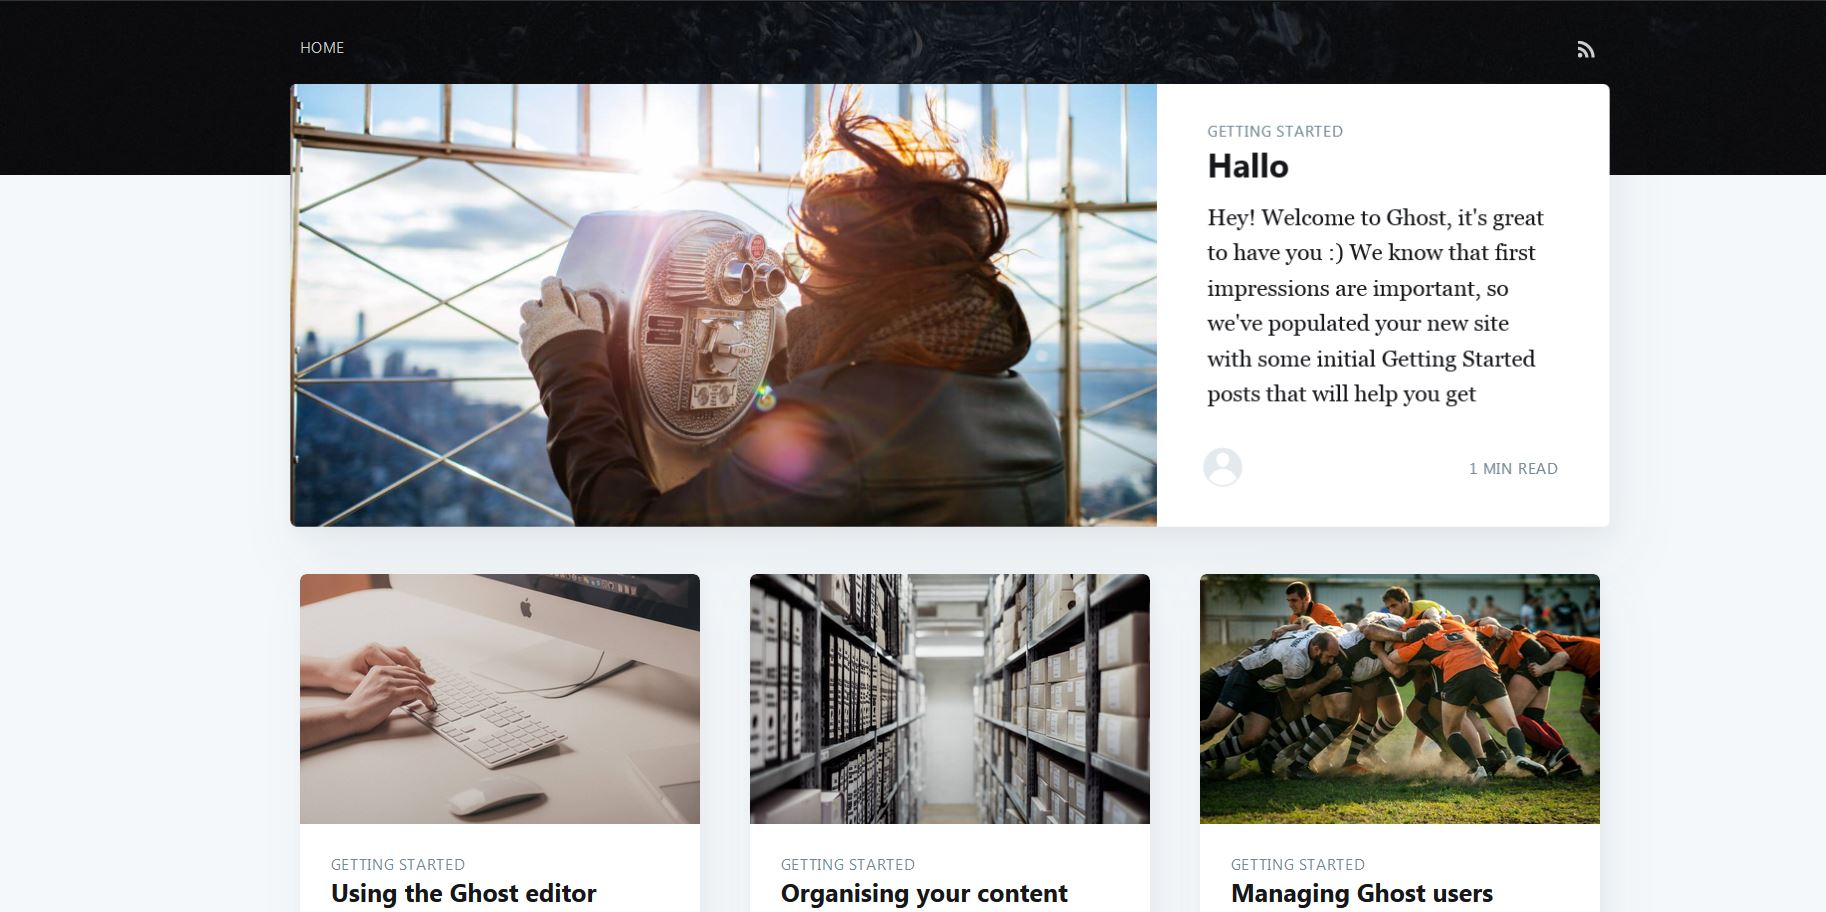 HOME
GETTING STARTED
Hallo
Hey! Welcome to Ghost, it's great
to have you :) We know that first
impressions are important, so
we've populated your new site
with some initial Getting Started
posts that will help you get
1 MIN READ
GETTING STARTED
Using the Ghost editor
GETTING STARTED
Organising your content
GETTING STARTED
Managing Ghost users